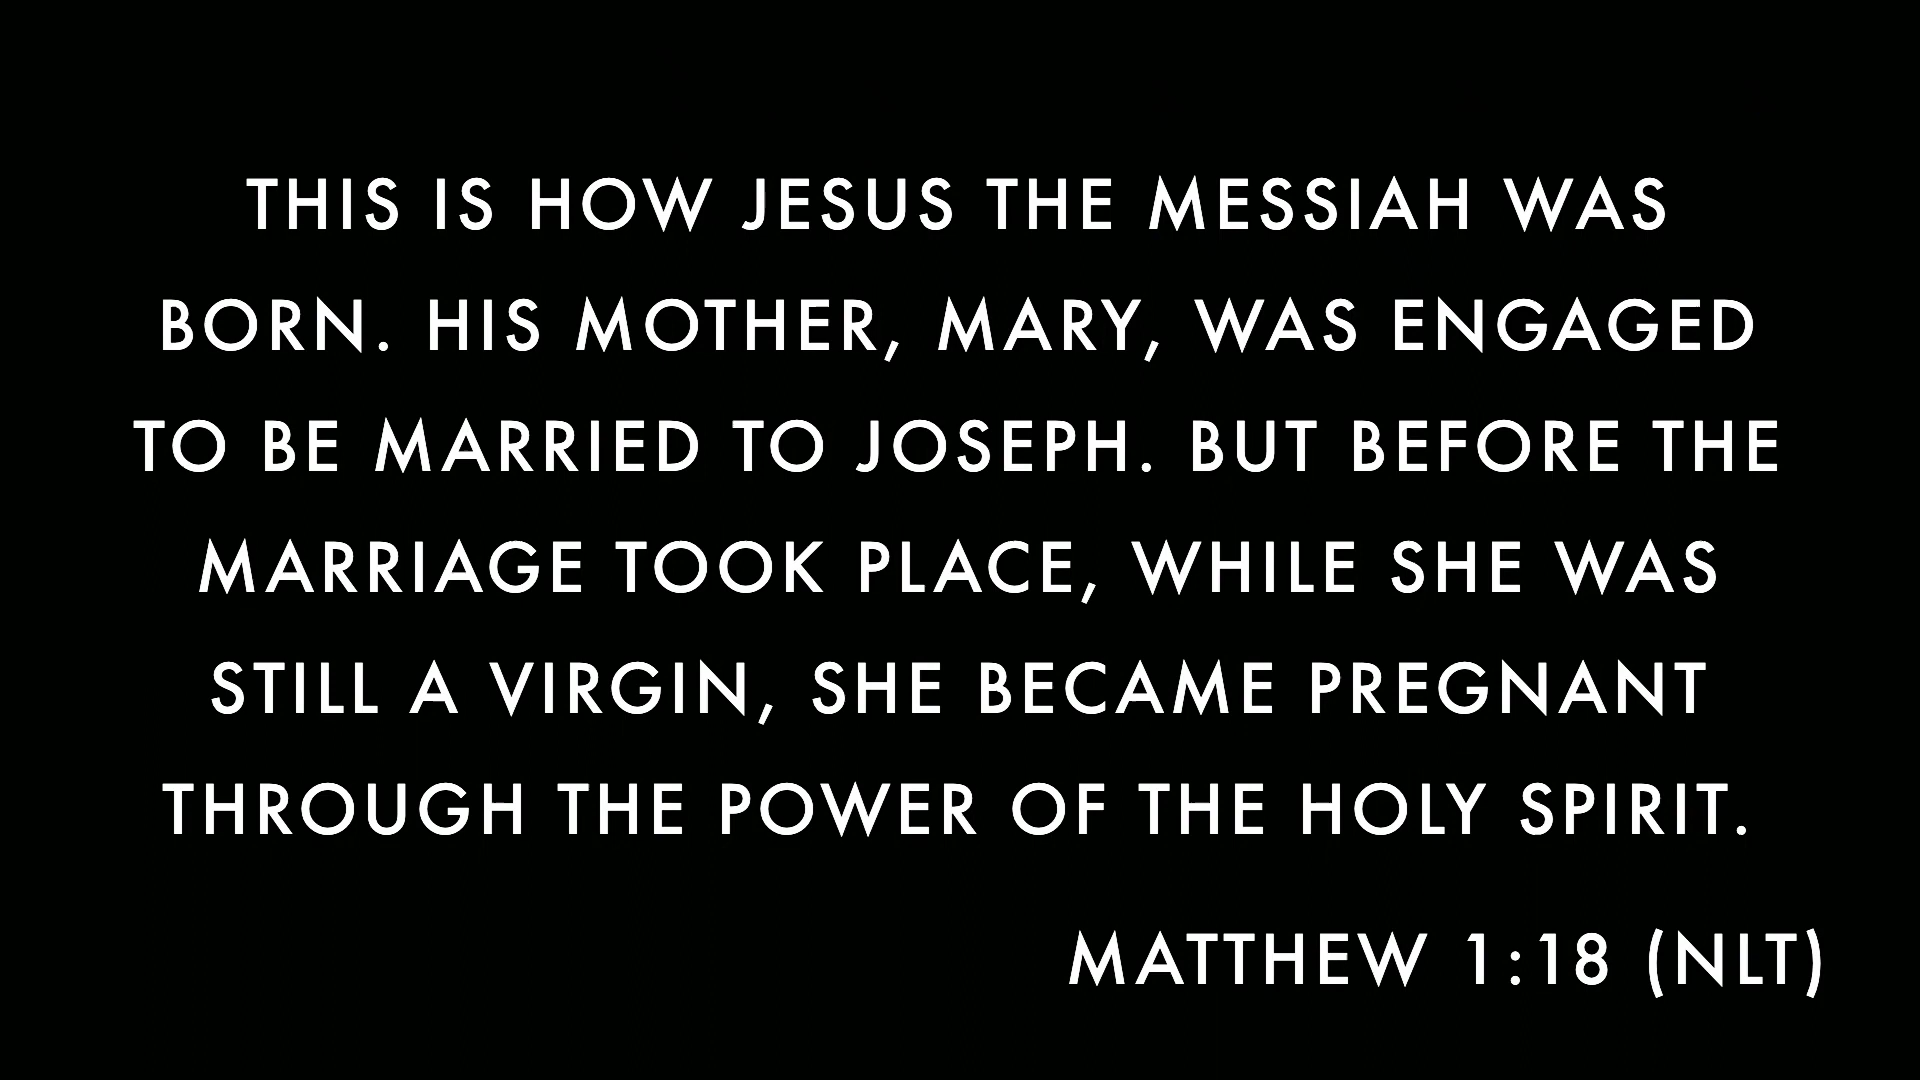 THIS IS HOW JESUS THE MESSIAH WAS
BORN. HIS MOTHER, MARY, WAS ENGAGED
TO BE MARRIED TO JOSEPH. BUT BEFORE THE
MARRIAGE TOOK PLACE, WHILE SHE WAS
STILL A VIRGIN, SHE BECAME PREGNANT
THROUGH THE POWER OF THE HOLY SPIRIT.
MATTHEW 1:18 (NLT)